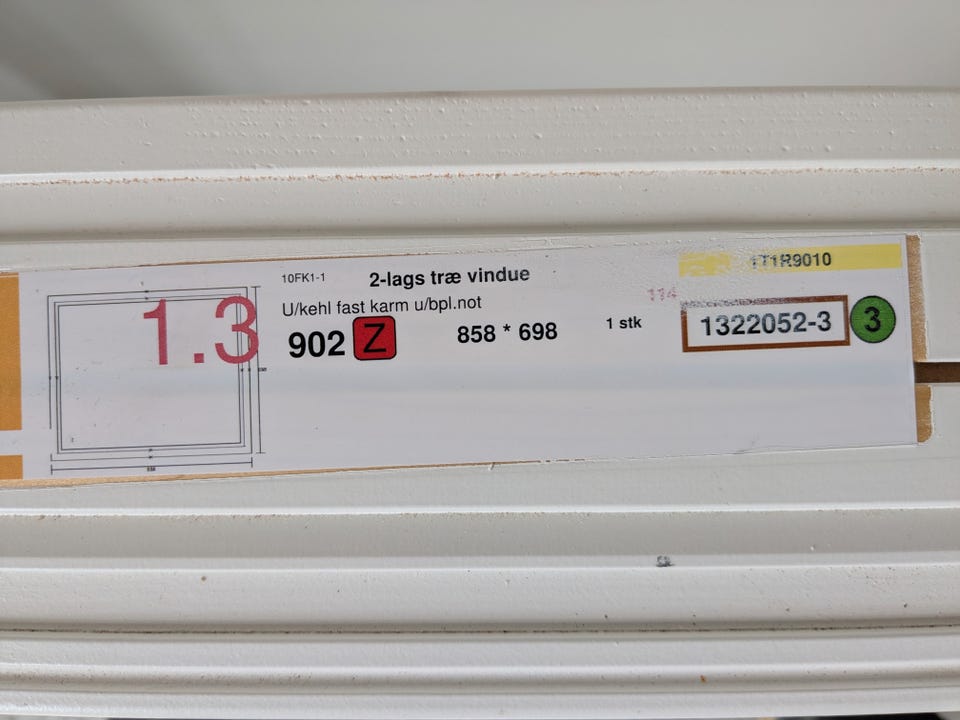 10FK1-1 2-lags træ vindue 1T1R9010
U/kehl fast karm u/bpl.not 114
1.3 902 Z 858 * 698 1 stk 1322052-3 3